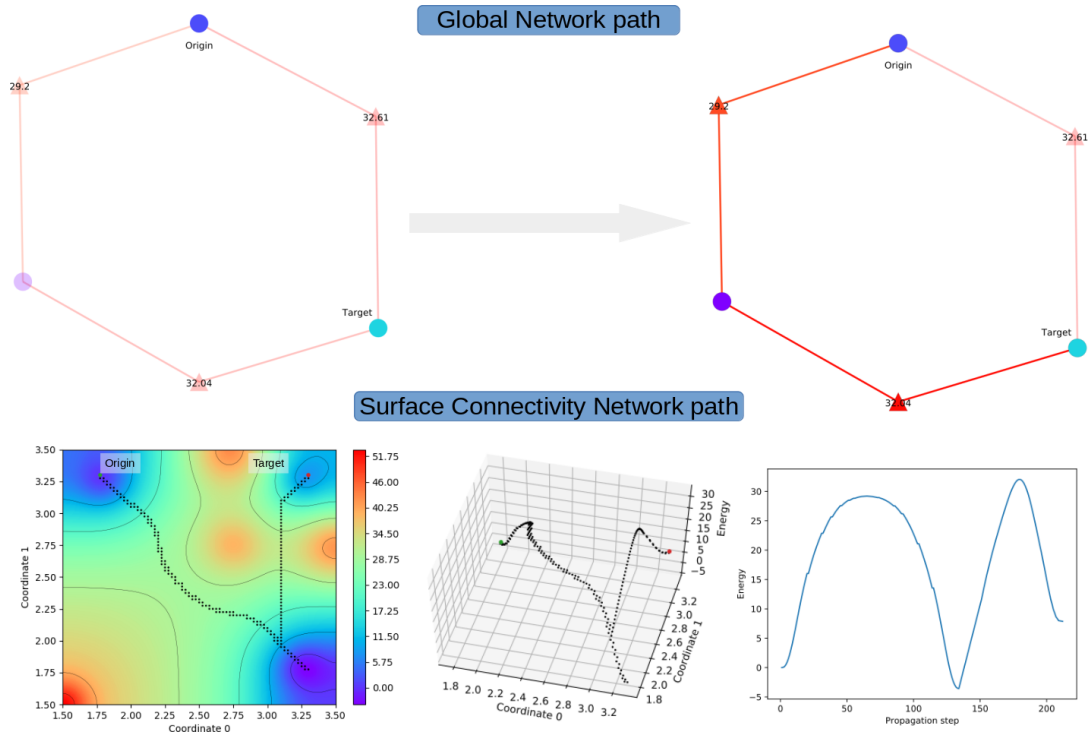 Global Network path
Origin
29.2
32.61
Target
32.04
Origin
29.2
32.61
Target
32.04
Surface Connectivity Network path
Origin
Target
3.50
3.25
3.00
2.75
2.50
2.25
2.00
1.75
1.50
Coordinate 1
1.50 1.75 2.00 2.25 2.50 2.75 3.00 3.25 3.50
Coordinate 0
51.75
46.00
40.25
34.50
28.75
23.00
17.25
11.50
5.75
0.00
30
25
20
15
10
5
0
−5
Energy
3.2
3.0
2.8
2.6
2.4
2.2
2.0
1.8
Coordinate 1
1.8 2.0 2.2 2.4 2.6 2.8 3.0 3.2
Coordinate 0
30
25
20
15
10
5
0
−5
Energy
0 50 100 150 200
Propagation step